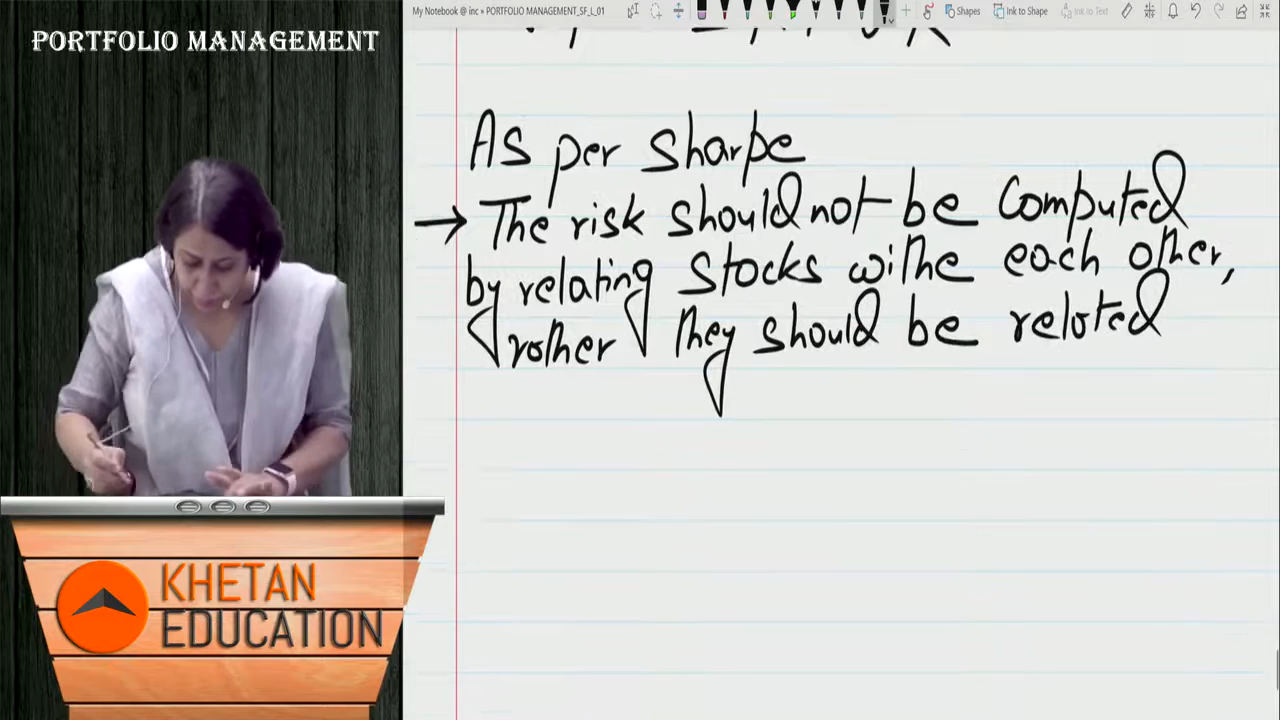 My Notebook @ inc » PORTFOLIO MANAGEMENT_SF_L_01
Shapes
Ink to Shape
Ink to Text
PORTFOLIO MANAGEMENT
As per sharpe
→ The risk should not be computed
by relating stocks withe each other,
rather they should be related
KHETAN
EDUCATION